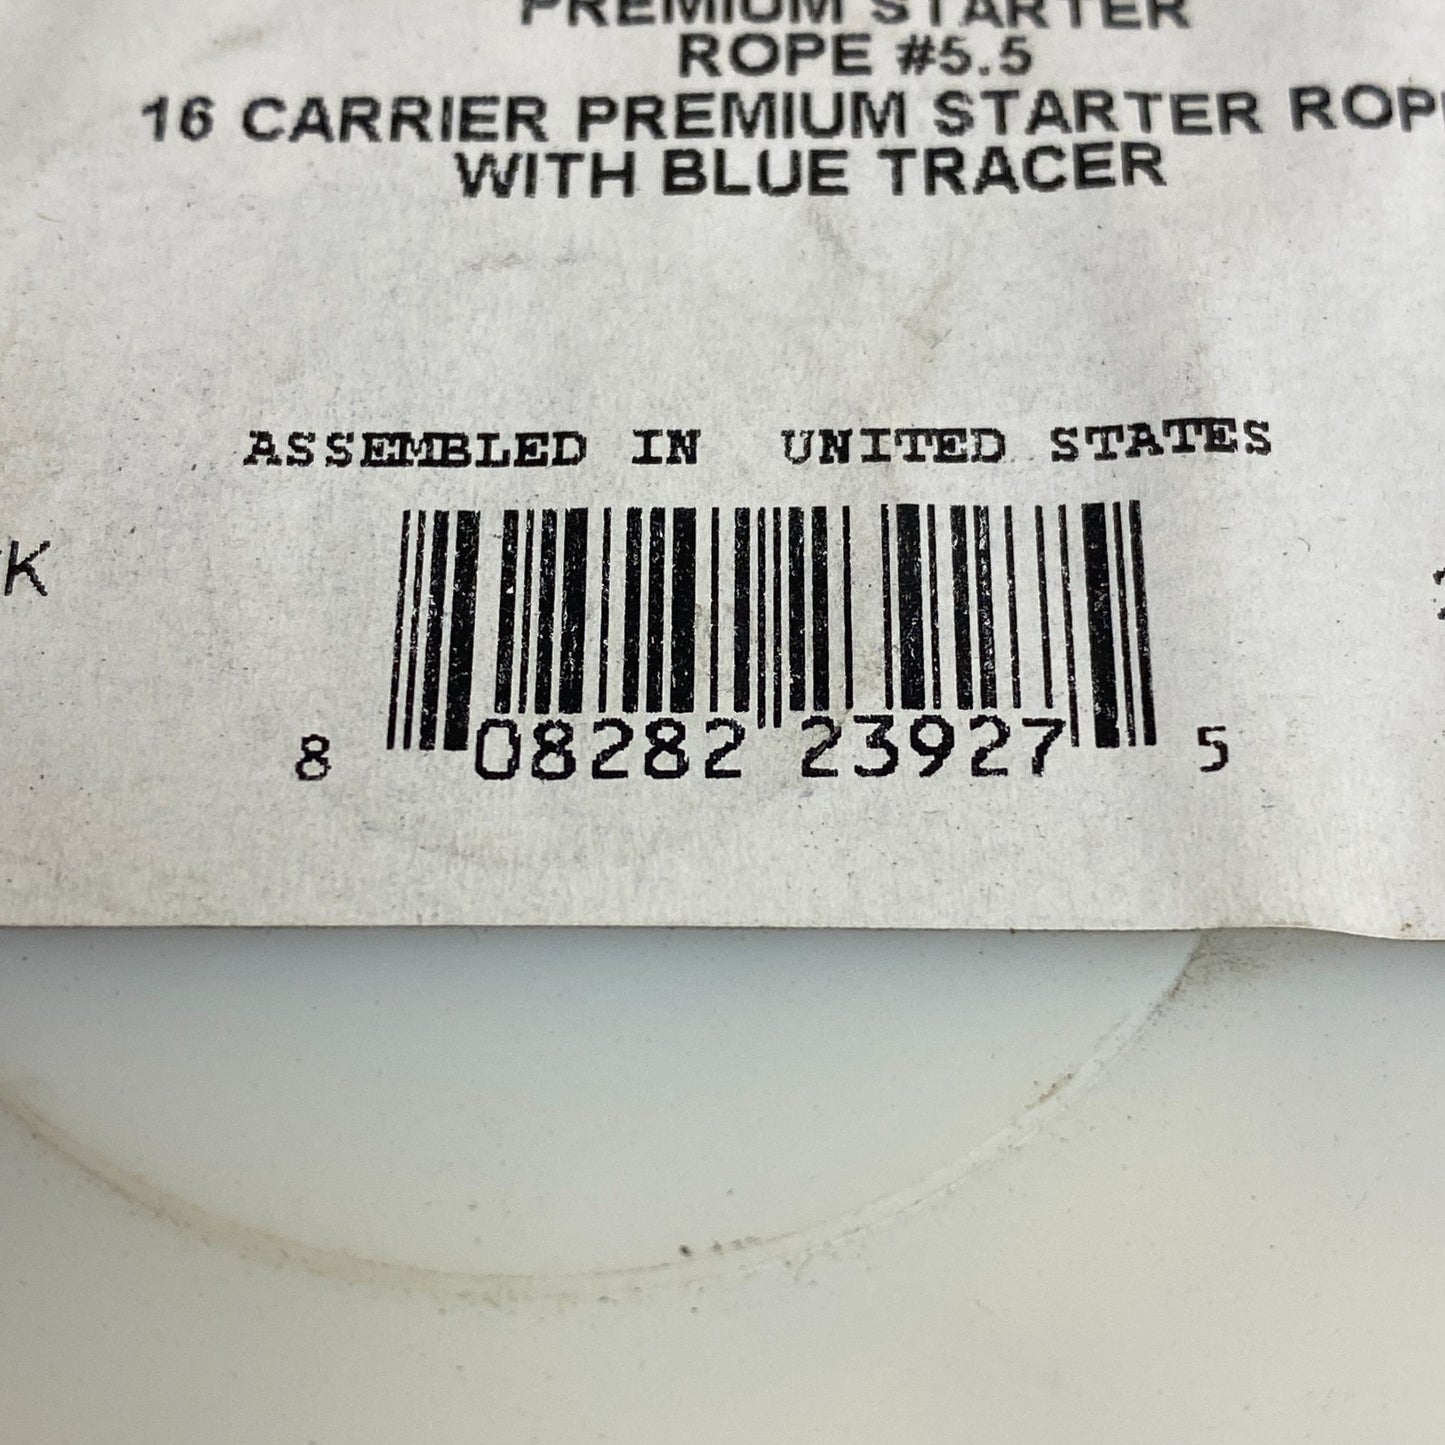 PREMIUM STARTER
ROPE #5.5
16 CARRIER PREMIUM STARTER ROPE
WITH BLUE TRACER
ASSEMBLED IN UNITED STATES
K
8 08282 23927 5